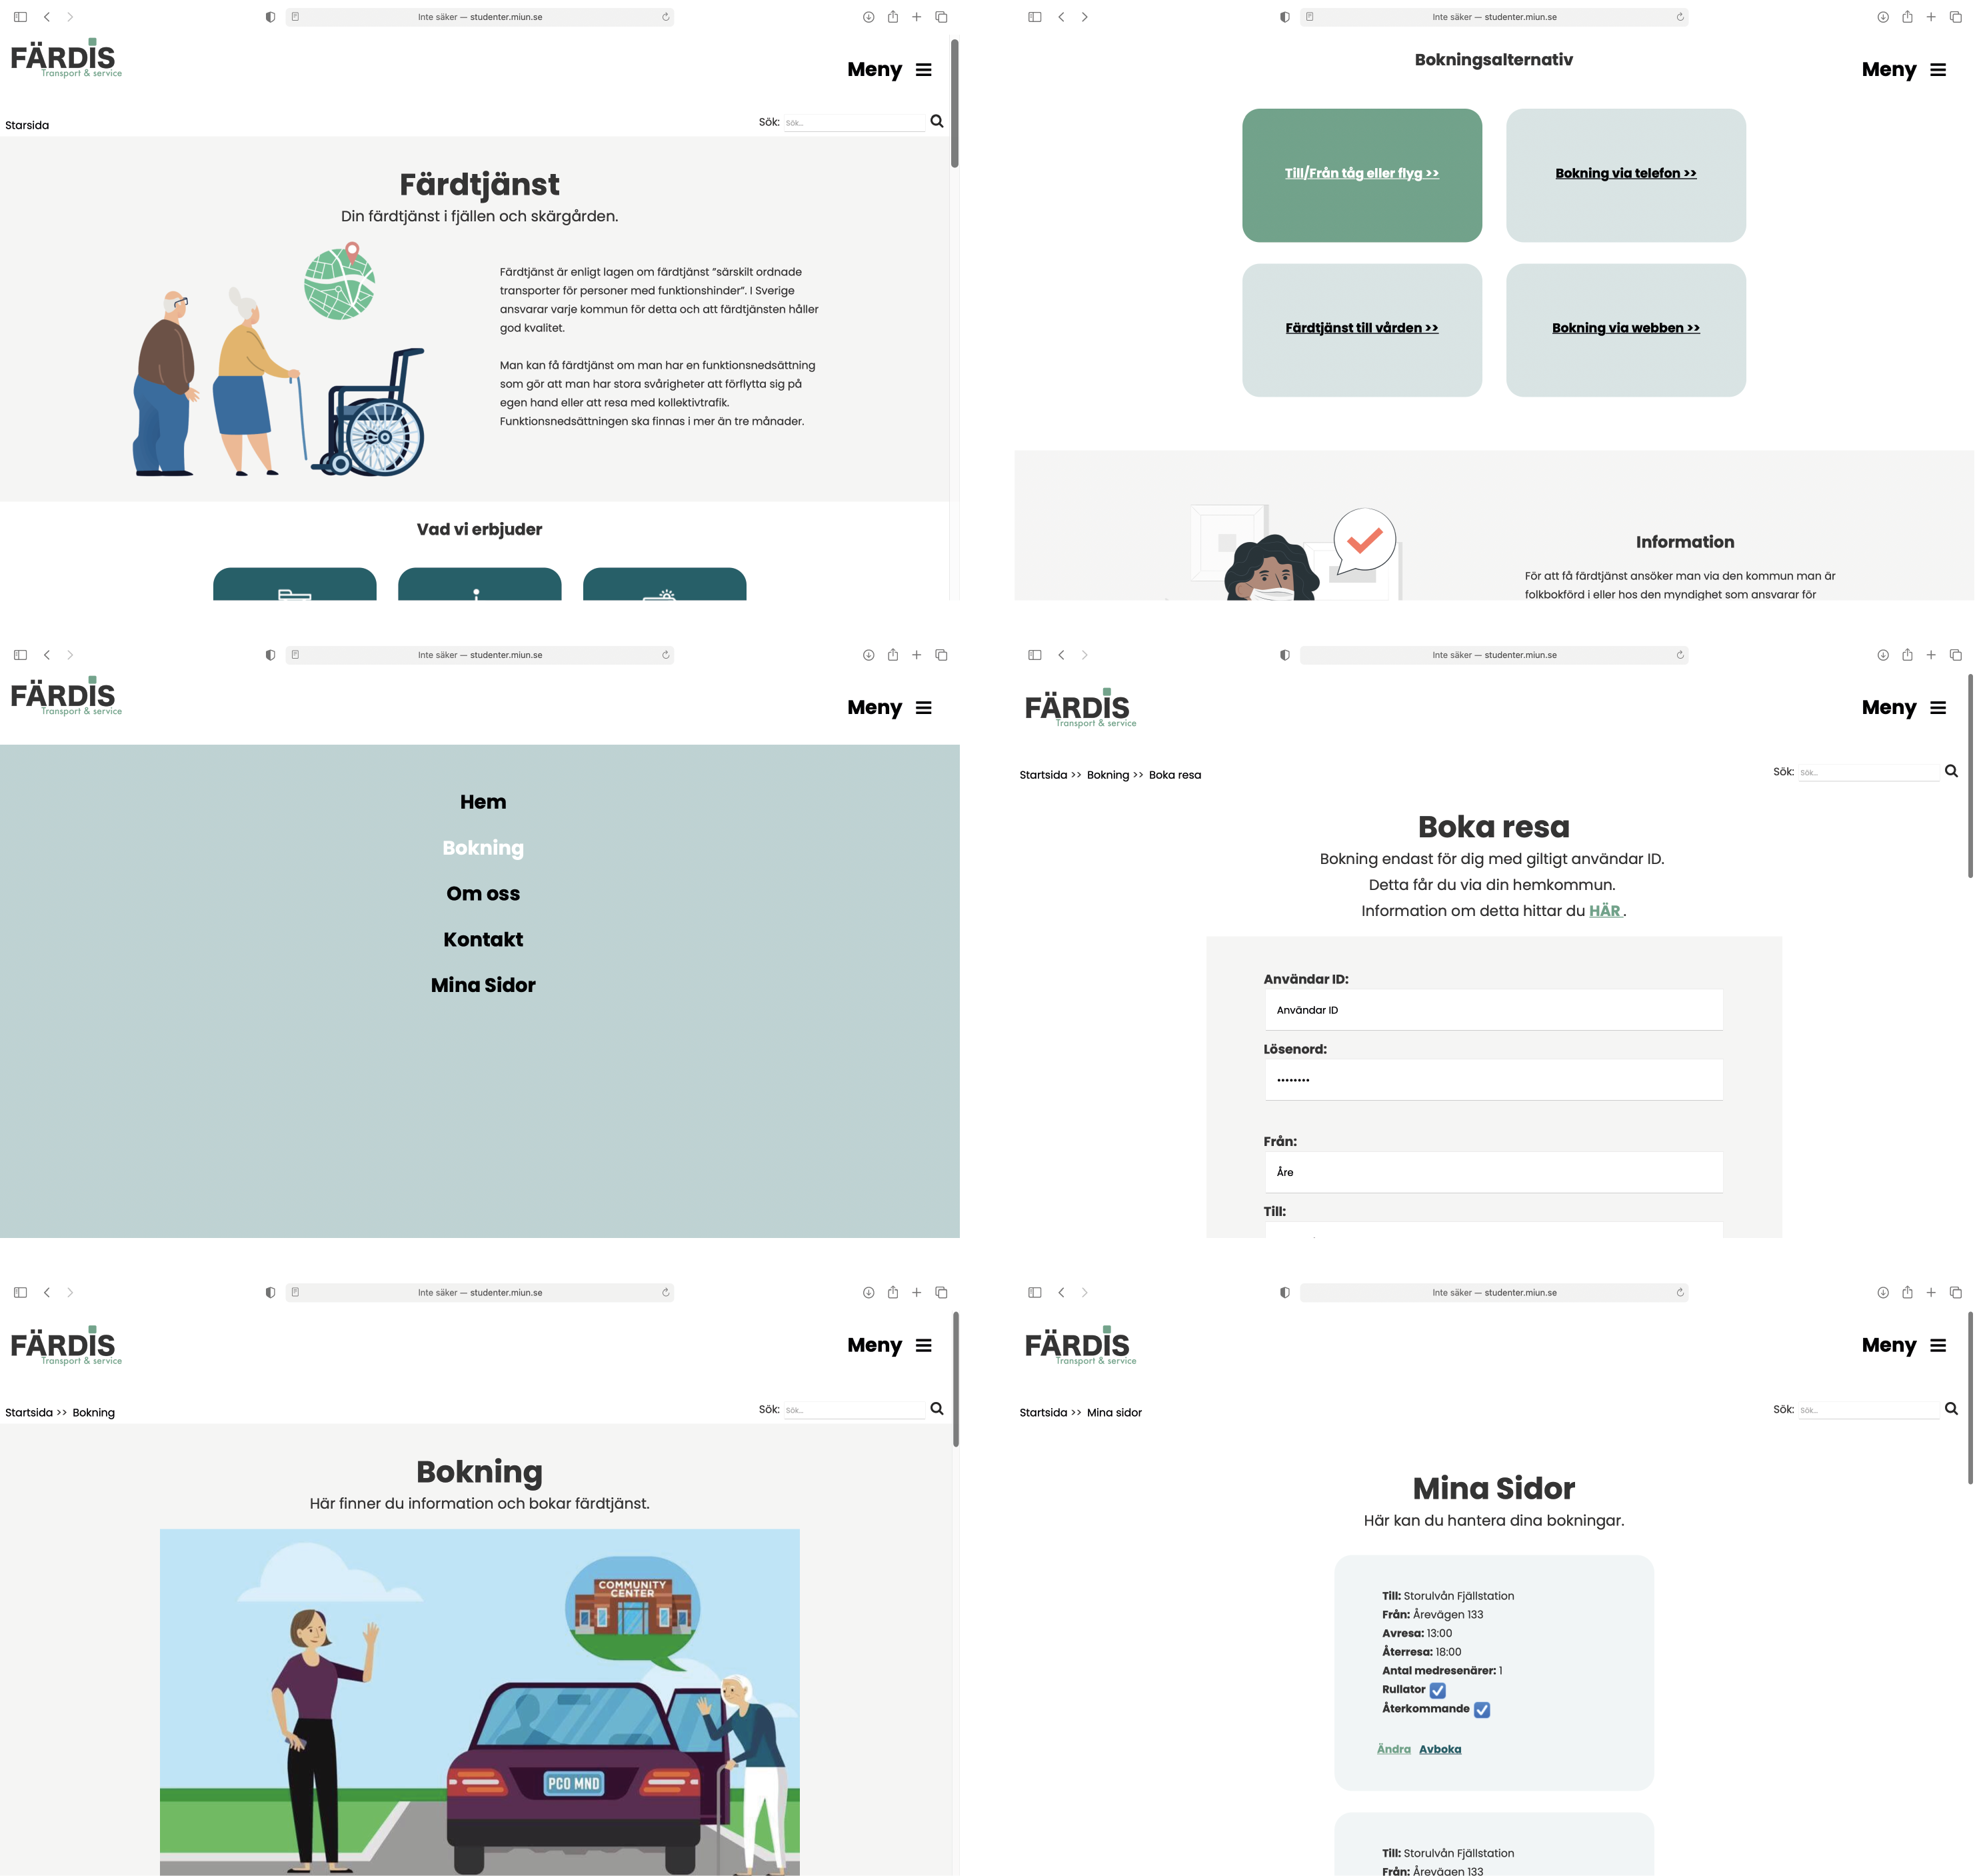 Inte säker — studenter.miun.se
FÄRDIS
Transport & service
Meny
Starsida
Sök: Sök...
Färdtjänst
Din färdtjänst i fjällen och skärgården.
Färdtjänst är enligt lagen om färdtjänst ”särskilt ordnade
transporter för personer med funktionshinder”. I Sverige
ansvarar varje kommun för detta och att färdtjänsten håller
god kvalitet.
Man kan få färdtjänst om man har en funktionsnedsättning
som gör att man har stora svårigheter att förflytta sig på
egen hand eller att resa med kollektivtrafik.
Funktionsnedsättningen ska finnas i mer än tre månader.
Vad vi erbjuder
Inte säker — studenter.miun.se
Bokningsalternativ
Meny
Till/Från tåg eller flyg >>
Bokning via telefon >>
Färdtjänst till vården >>
Bokning via webben >>
Information
För att få färdtjänst ansöker man via den kommun man är
folkbokförd i eller hos den myndighet som ansvarar för
Inte säker — studenter.miun.se
FÄRDIS
Transport & service
Meny
Hem
Bokning
Om oss
Kontakt
Mina Sidor
Inte säker — studenter.miun.se
FÄRDIS
Transport & service
Meny
Startsida >> Bokning >> Boka resa
Sök: Sök...
Boka resa
Bokning endast för dig med giltigt användar ID.
Detta får du via din hemkommun.
Information om detta hittar du HÄR .
Användar ID:
Användar ID
Lösenord:
••••••••
Från:
Åre
Till:
Inte säker — studenter.miun.se
FÄRDIS
Transport & service
Meny
Startsida >> Bokning
Sök: Sök...
Bokning
Här finner du information och bokar färdtjänst.
COMMUNITY
CENTER
PCO MND
Inte säker — studenter.miun.se
FÄRDIS
Transport & service
Meny
Startsida >> Mina sidor
Sök: Sök...
Mina Sidor
Här kan du hantera dina bokningar.
Till: Storulvån Fjällstation
Från: Årevägen 133
Avresa: 13:00
Återresa: 18:00
Antal medresenärer: 1
Rullator ☑
Återkommande ☑
Ändra Avboka
Till: Storulvån Fjällstation
Från: Årevägen 133